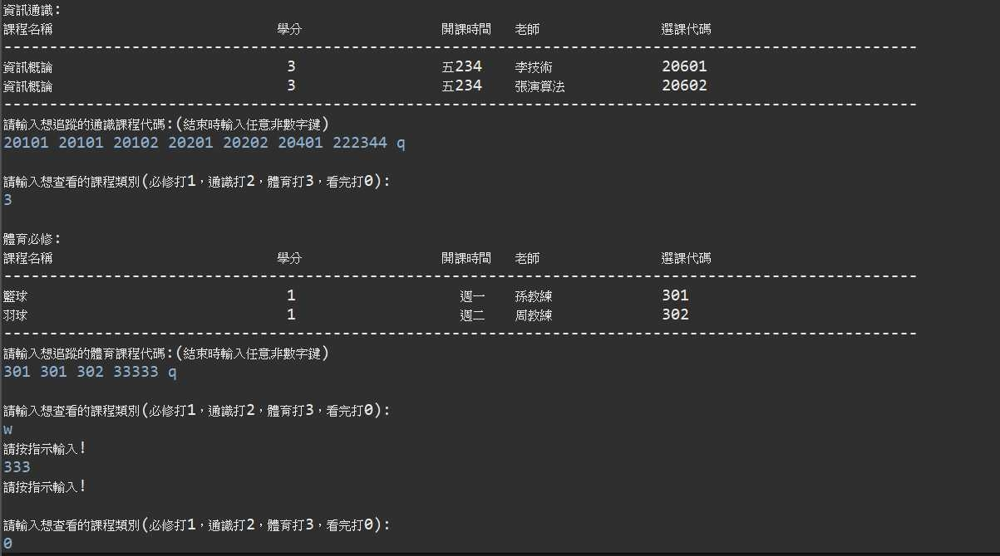 資訊通識:
課程名稱 學分 開課時間 老師 選課代碼
----------------------------------------------------------------------------------------------------
資訊概論 3 五234 李技術 20601
資訊概論 3 五234 張演算法 20602
----------------------------------------------------------------------------------------------------
請輸入想追蹤的通識課程代碼:(結束時輸入任意非數字鍵)
20101 20101 20102 20201 20202 20401 222344 q
請輸入想查看的課程類別(必修打1，通識打2，體育打3，看完打0):
3
體育必修:
課程名稱 學分 開課時間 老師 選課代碼
----------------------------------------------------------------------------------------------------
籃球 1 週一 孫教練 301
羽球 1 週二 周教練 302
----------------------------------------------------------------------------------------------------
請輸入想追蹤的體育課程代碼:(結束時輸入任意非數字鍵)
301 301 302 33333 q
請輸入想查看的課程類別(必修打1，通識打2，體育打3，看完打0):
w
請按指示輸入!
333
請按指示輸入!
請輸入想查看的課程類別(必修打1，通識打2，體育打3，看完打0):
0